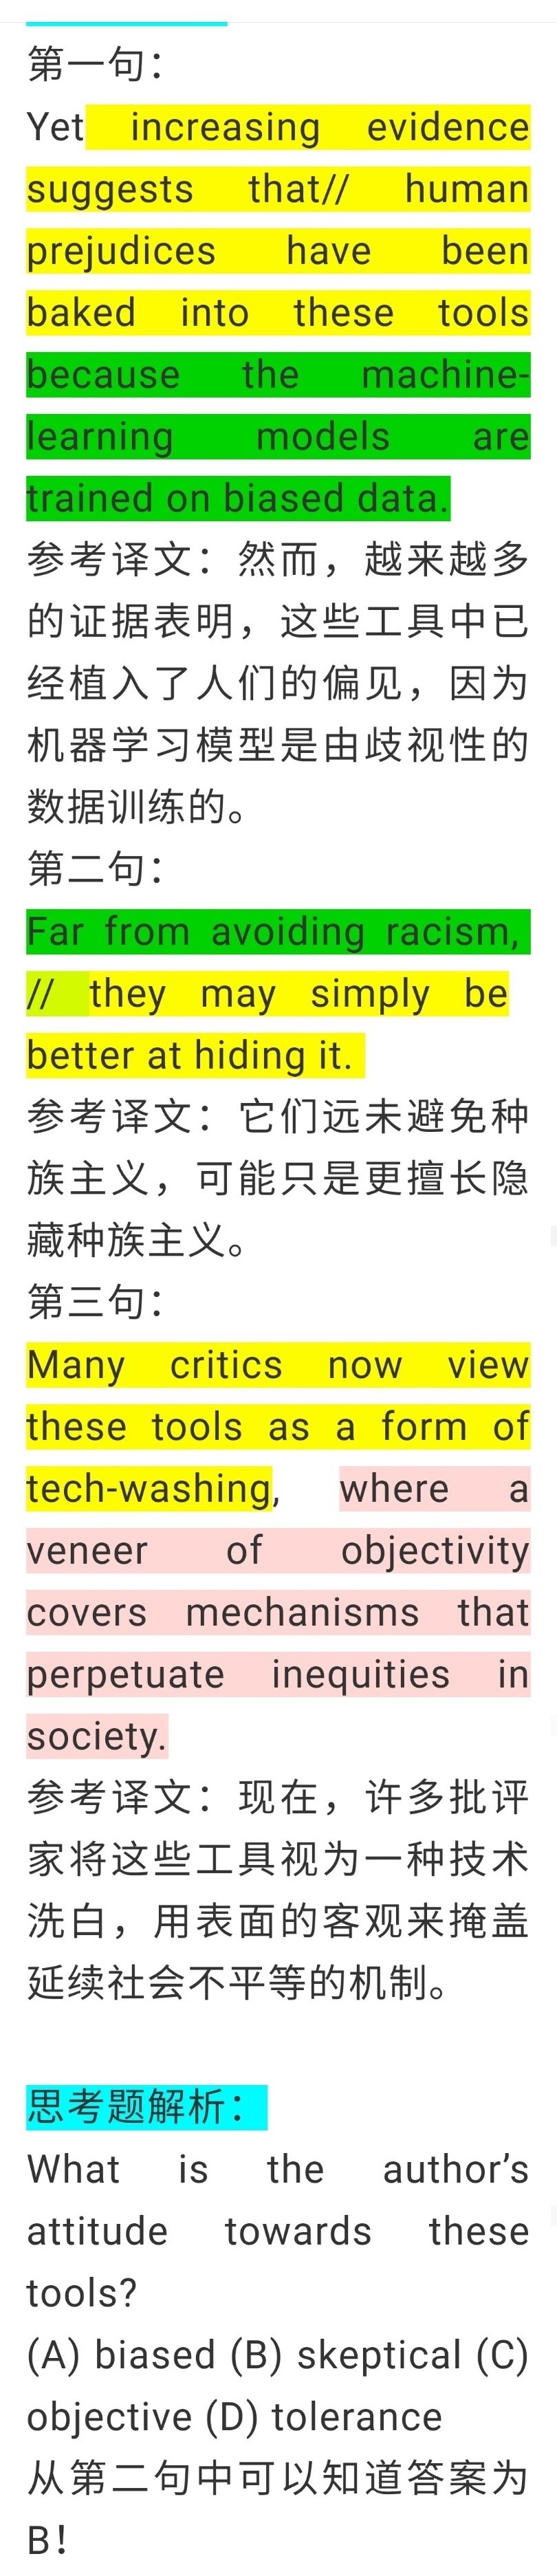 第一句：
Yet increasing evidence
suggests that// human
prejudices have been
baked into these tools
because the machine-
learning models are
trained on biased data.
参考译文：然而，越来越多
的证据表明，这些工具中已
经植入了人们的偏见，因为
机器学习模型是由歧视性的
数据训练的。
第二句：
Far from avoiding racism,
// they may simply be
better at hiding it.
参考译文：它们远未避免种
族主义，可能只是更擅长隐
藏种族主义。
第三句：
Many critics now view
these tools as a form of
tech-washing, where a
veneer of objectivity
covers mechanisms that
perpetuate inequities in
society.
参考译文：现在，许多批评
家将这些工具视为一种技术
洗白，用表面的客观来掩盖
延续社会不平等的机制。
思考题解析：
What is the author’s
attitude towards these
tools?
(A) biased (B) skeptical (C)
objective (D) tolerance
从第二句中可以知道答案为
B！